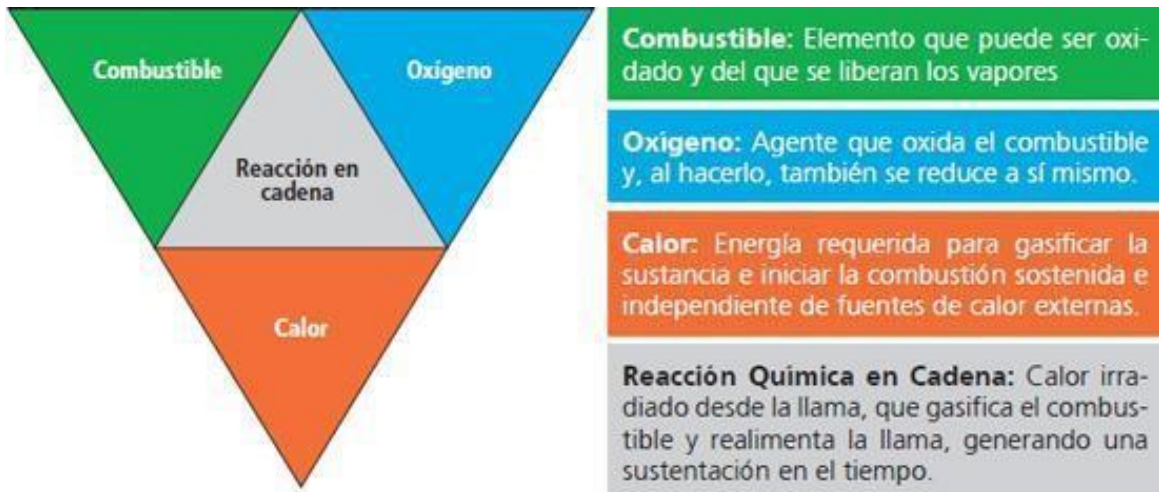 Combustible
Oxígeno
Reacción en
cadena
Calor
Combustible: Elemento que puede ser oxi-
dado y del que se liberan los vapores
Oxígeno: Agente que oxida el combustible
y, al hacerlo, también se reduce a sí mismo.
Calor: Energía requerida para gasificar la
sustancia e iniciar la combustión sostenida e
independiente de fuentes de calor externas.
Reacción Química en Cadena: Calor irra-
diado desde la llama, que gasifica el combus-
tible y realimenta la llama, generando una
sustentación en el tiempo.